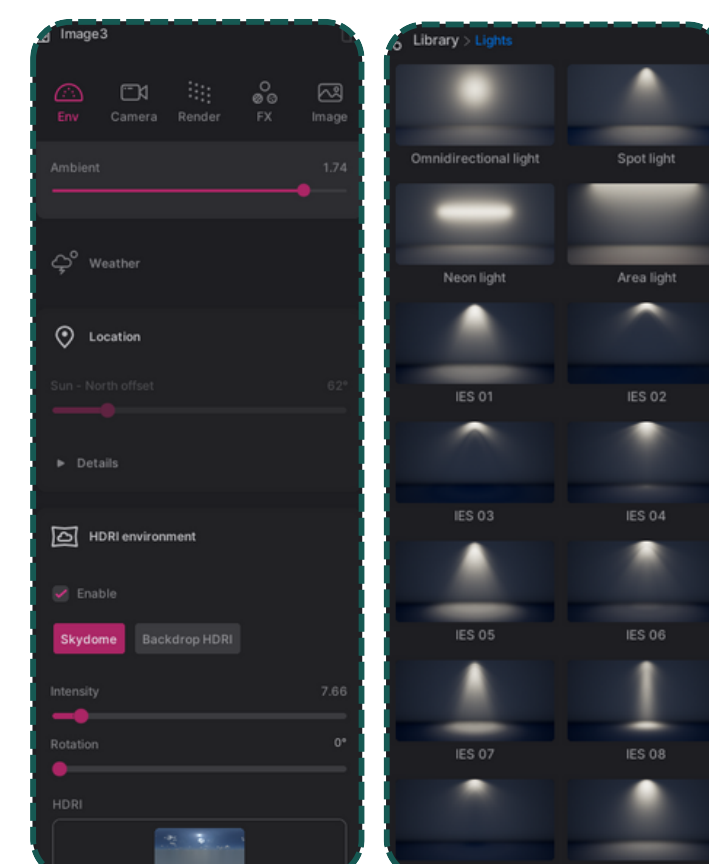 Image3
Env Camera Render FX Image
Ambient 1.74
Weather
Location
Sun - North offset 62°
Details
HDRI environment
Enable
Skydome Backdrop HDRI
Intensity 7.66
Rotation 0°
HDRI
Library > Lights
Omnidirectional light Spot light
Neon light Area light
IES 01 IES 02
IES 03 IES 04
IES 05 IES 06
IES 07 IES 08